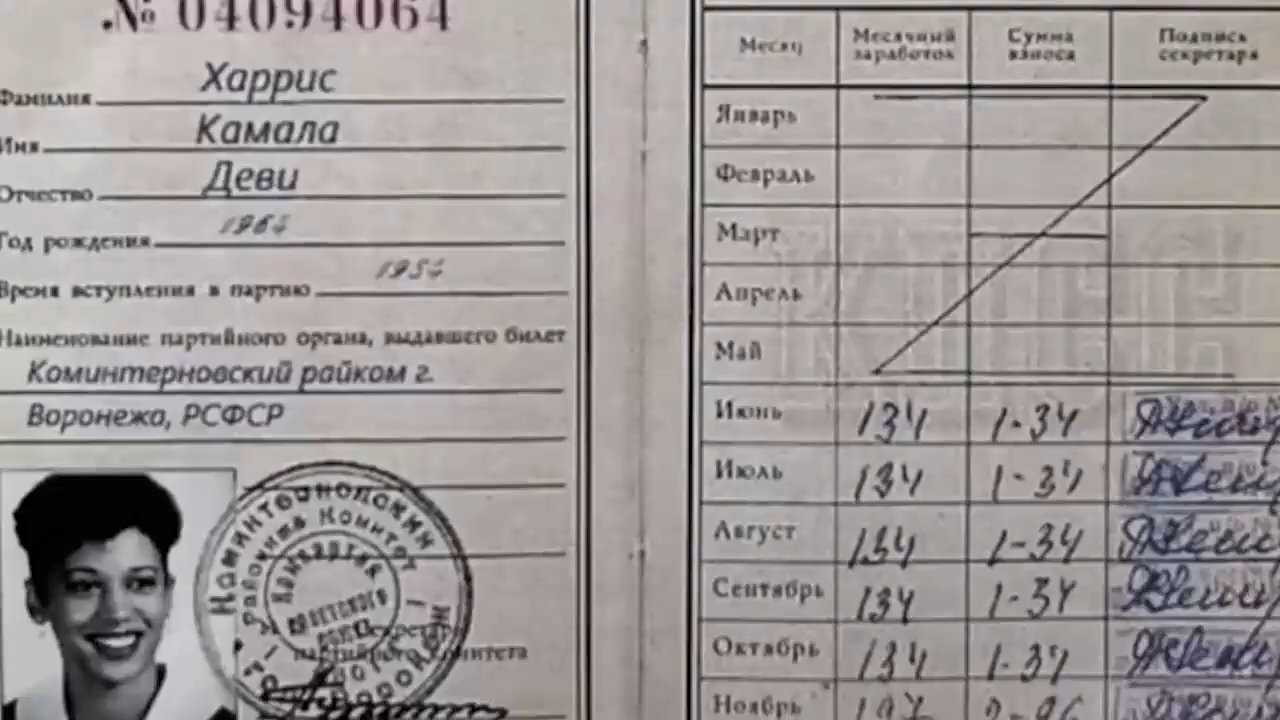 .№ 04094064
Фамилия Харрис
Имя Камала
Отчество Деви
Год рождения
Время вступления в партию
Наименование партийного органа, выдавшего билет
Коминтерновский райком г.
Воронежа, РСФСР
партийного комитета
Месяц Месячный заработок Сумма взноса Подпись секретаря
Январь
Февраль
Март
Апрель
Май
Июнь 134 1-34
Июль 134 1-34
Август 134 1-34
Сентябрь 134 1-34
Октябрь 134 1-34
Ноябрь